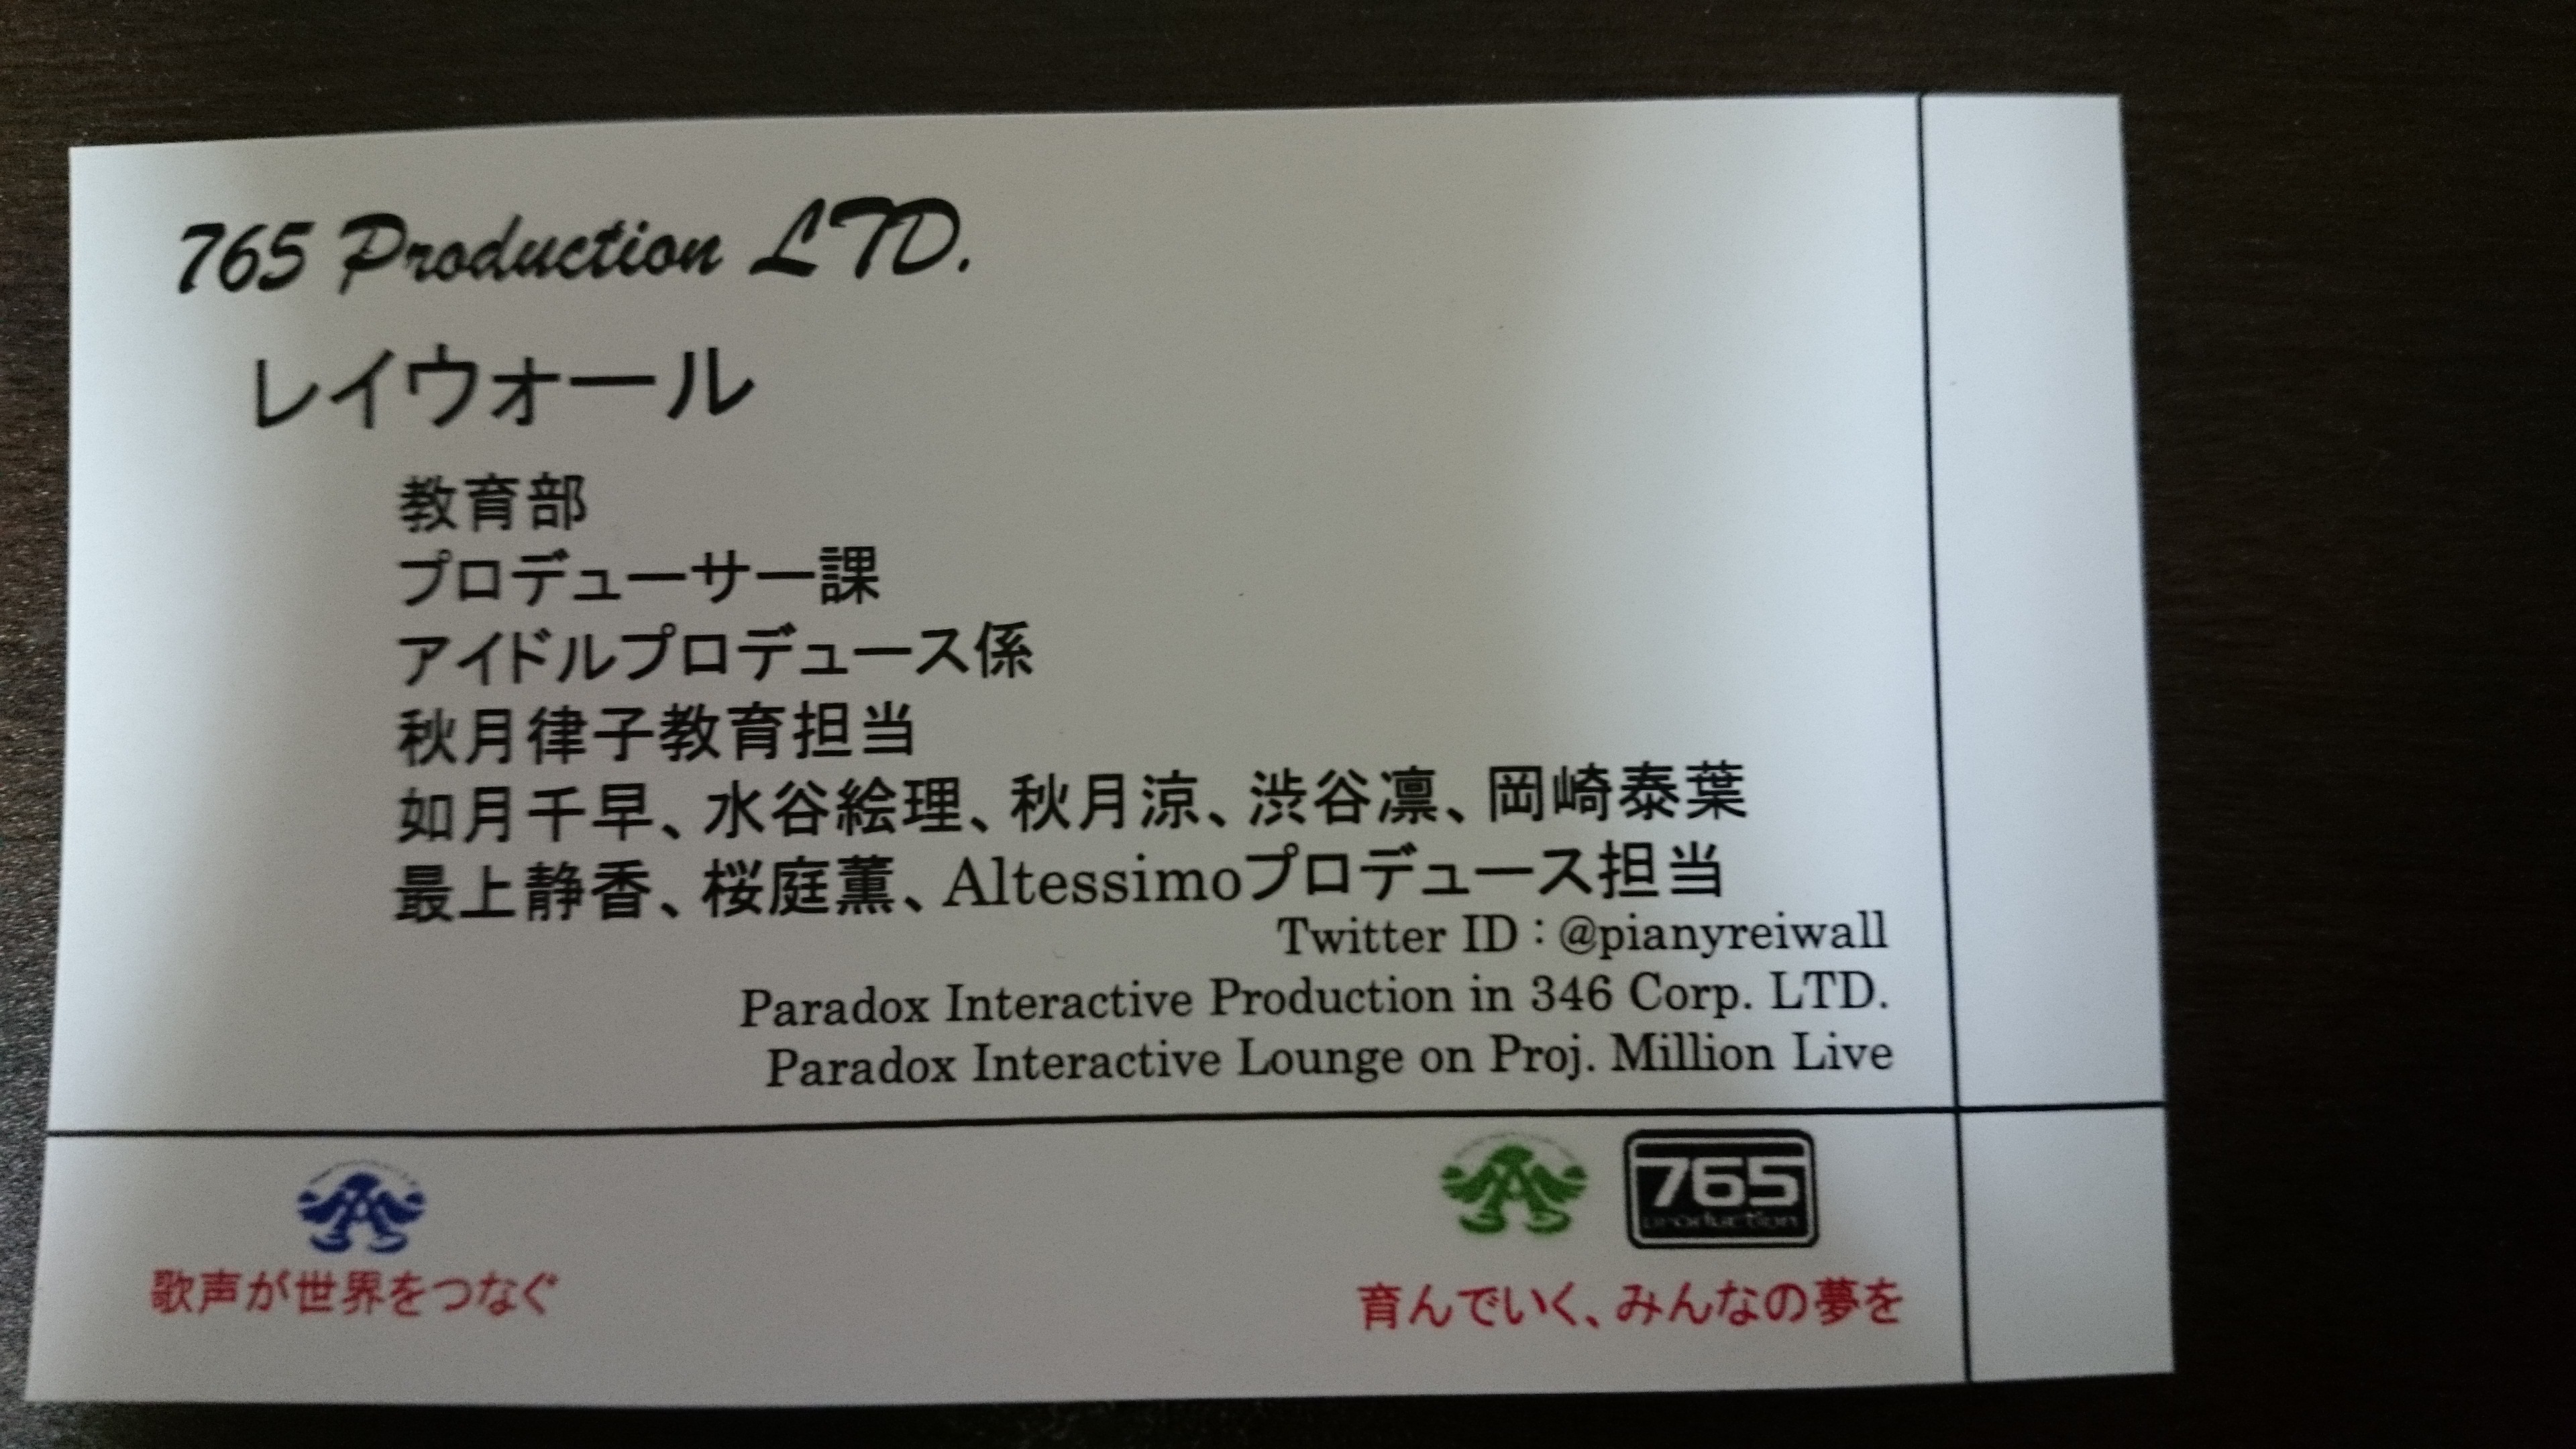 765 Production LTD.
レイウォール
教育部
プロデューサー課
アイドルプロデュース係
秋月律子教育担当
如月千早、水谷絵理、秋月涼、渋谷凛、岡崎泰葉
最上静香、桜庭薫、Altessimoプロデュース担当
Twitter ID：@pianyreiwall
Paradox Interactive Production in 346 Corp. LTD.
Paradox Interactive Lounge on Proj. Million Live
765
production
歌声が世界をつなぐ
育んでいく、みんなの夢を